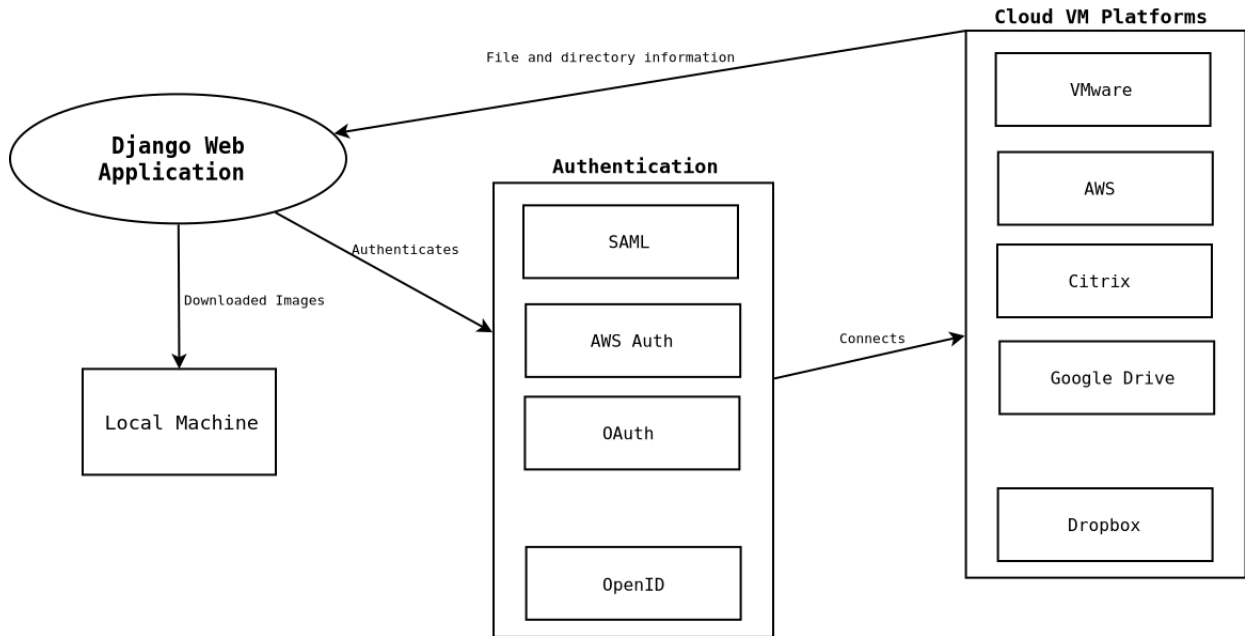 Cloud VM Platforms
File and directory information
VMware
Django Web
Application
Authentication
AWS
SAML
Authenticates
Citrix
Downloaded Images
AWS Auth
Connects
Google Drive
Local Machine
OAuth
Dropbox
OpenID